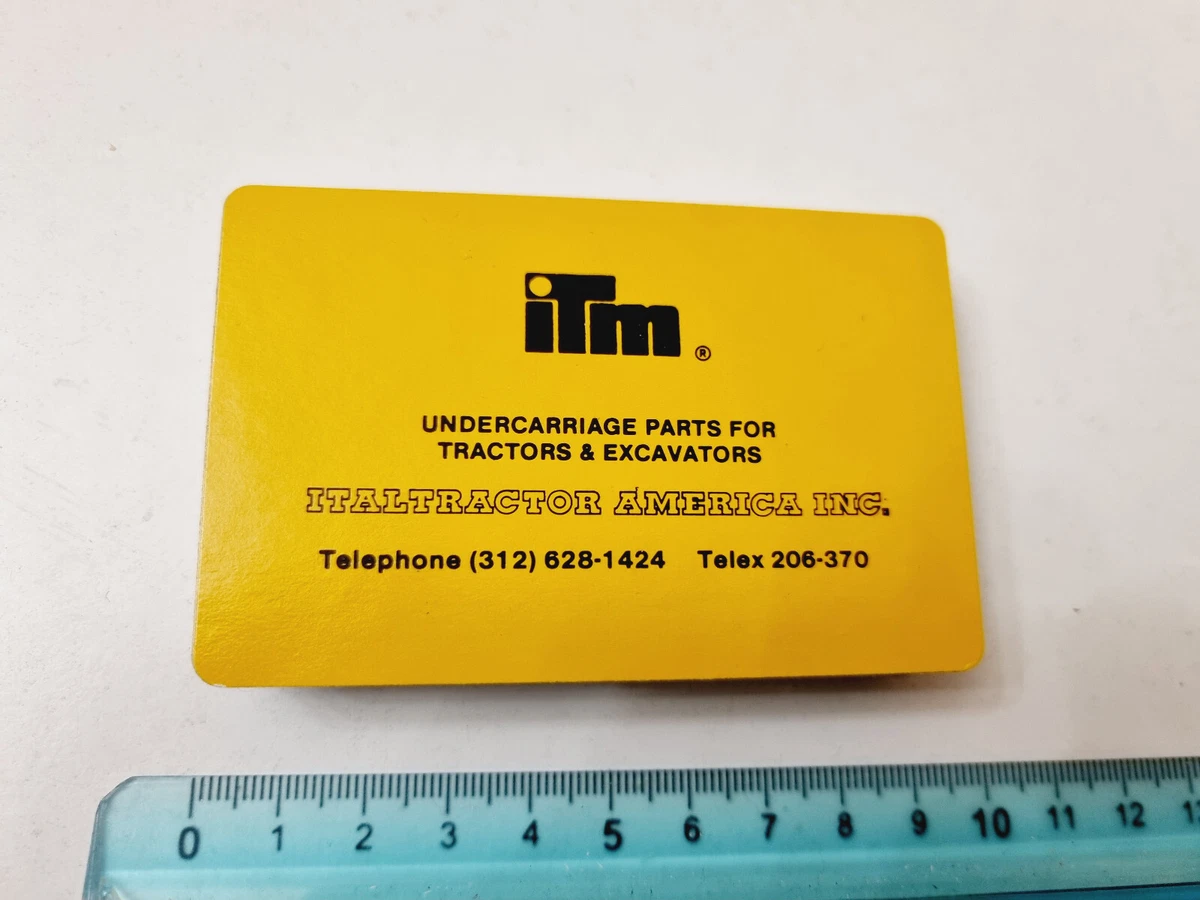 iTm ®
UNDERCARRIAGE PARTS FOR
TRACTORS & EXCAVATORS
ITALTRACTOR AMERICA INC.
Telephone (312) 628-1424 Telex 206-370
0 1 2 3 4 5 6 7 8 9 10 11 12